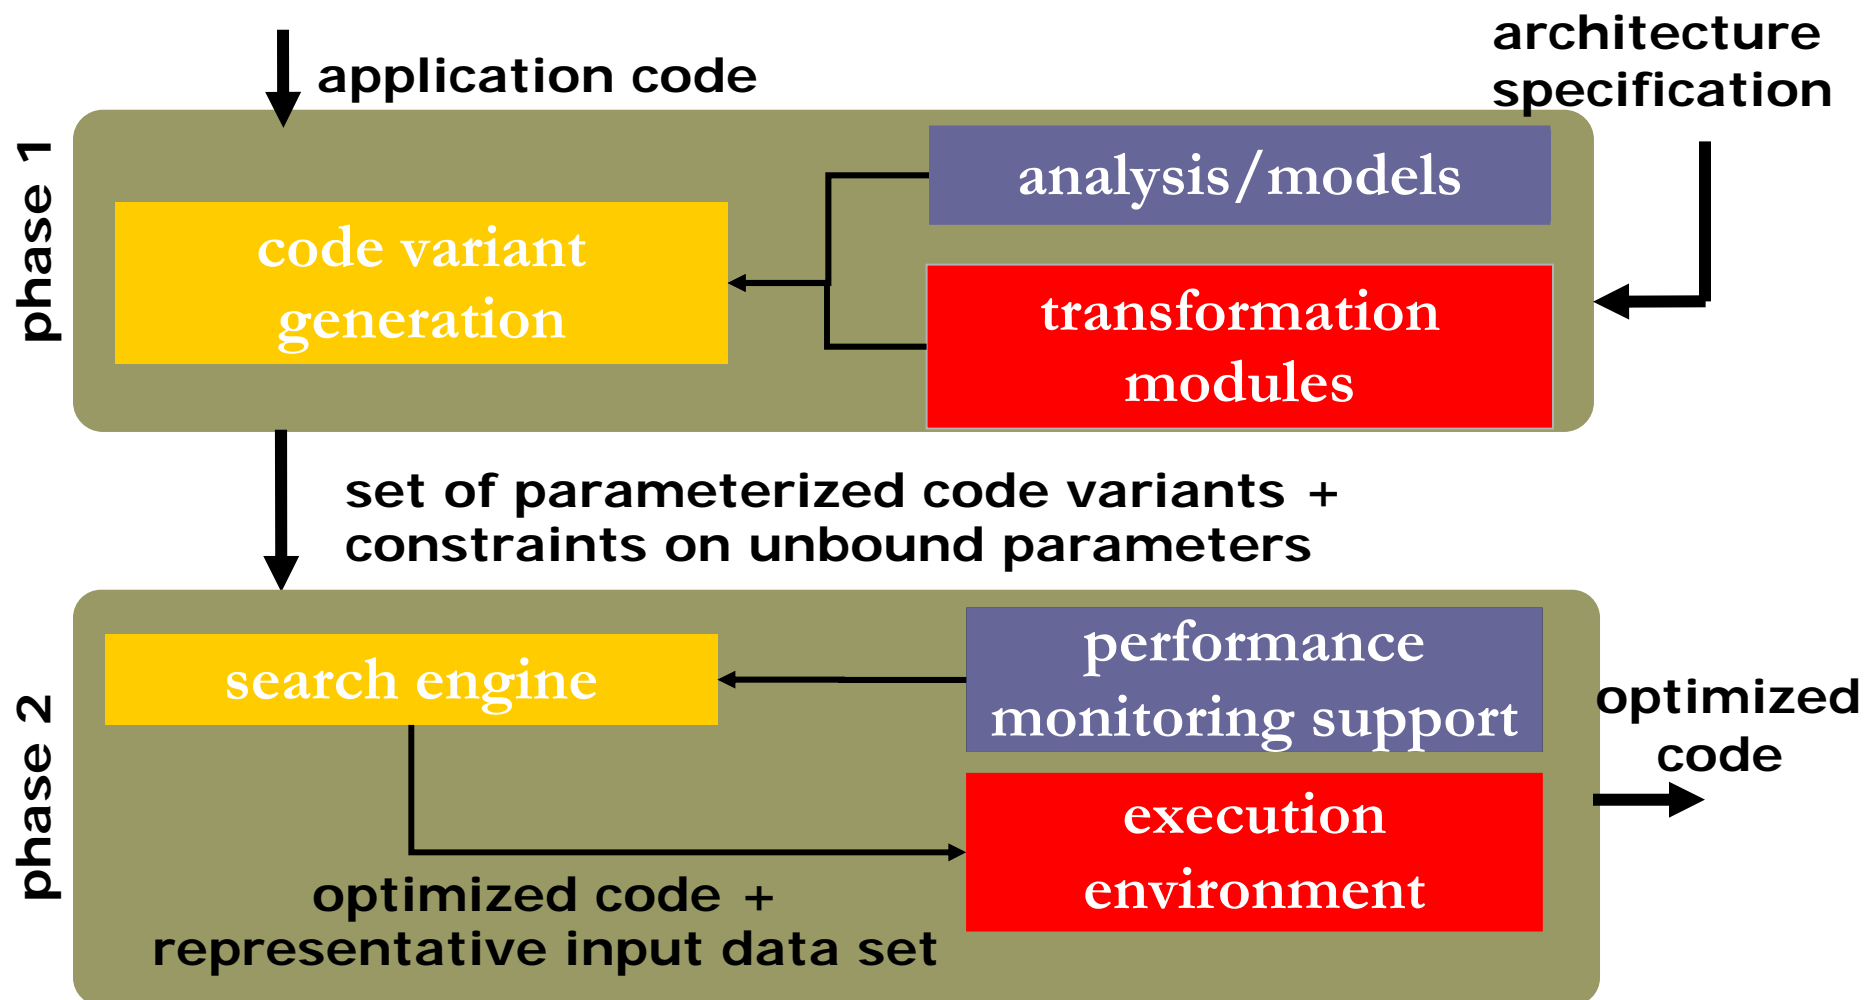 application code
architecture
specification
phase 1
analysis/models
code variant
generation
transformation
modules
set of parameterized code variants +
constraints on unbound parameters
phase 2
search engine
performance
monitoring support
optimized
code
execution
environment
optimized code +
representative input data set